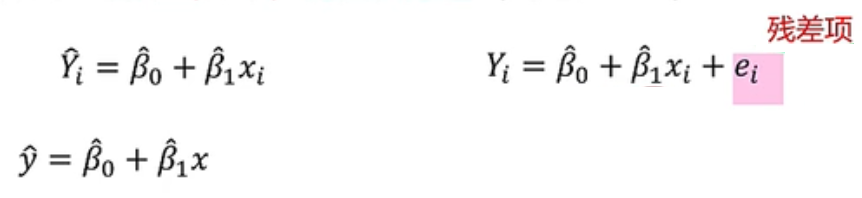 残差项
Ŷᵢ = β̂₀ + β̂₁xᵢ
Yᵢ = β̂₀ + β̂₁xᵢ + eᵢ
ŷ = β̂₀ + β̂₁x